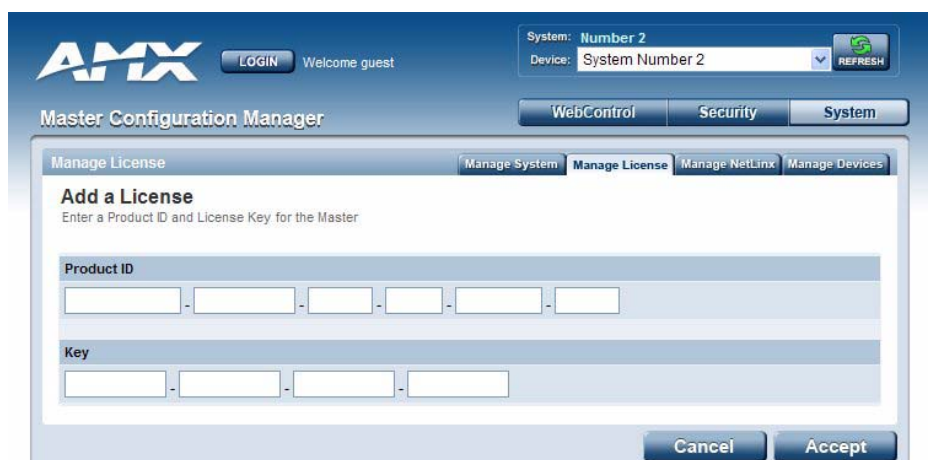 AMX LOGIN Welcome guest
System: Number 2
Device: System Number 2 REFRESH
Master Configuration Manager
WebControl Security System
Manage License Manage System Manage License Manage NetLinx Manage Devices
Add a License
Enter a Product ID and License Key for the Master
Product ID
- - - - -
Key
- - -
Cancel Accept